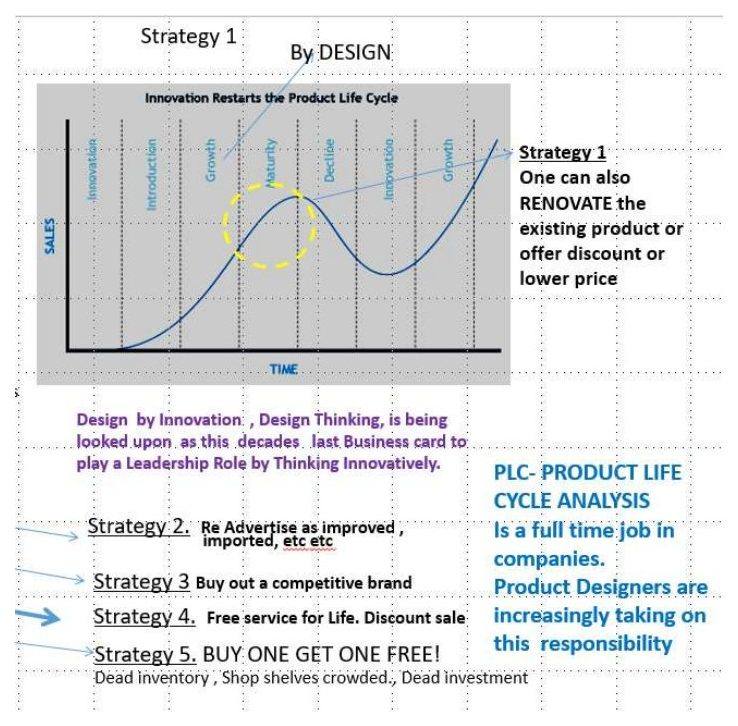 Strategy 1
By DESIGN
Innovation Restarts the Product Life Cycle
Innovation
Introduction
Growth
Maturity
Decline
Innovation
Growth
SALES
TIME
Strategy 1
One can also
RENOVATE the
existing product or
offer discount or
lower price
Design by Innovation , Design Thinking, is being
looked upon as this decades last Business card to
play a Leadership Role by Thinking Innovatively.
PLC- PRODUCT LIFE
CYCLE ANALYSIS
Is a full time job in
companies.
Product Designers are
increasingly taking on
this responsibility
Strategy 2. Re Advertise as improved ,
imported, etc etc
Strategy 3 Buy out a competitive brand
Strategy 4. Free service for Life. Discount sale
Strategy 5. BUY ONE GET ONE FREE!
Dead inventory , Shop shelves crowded., Dead investment